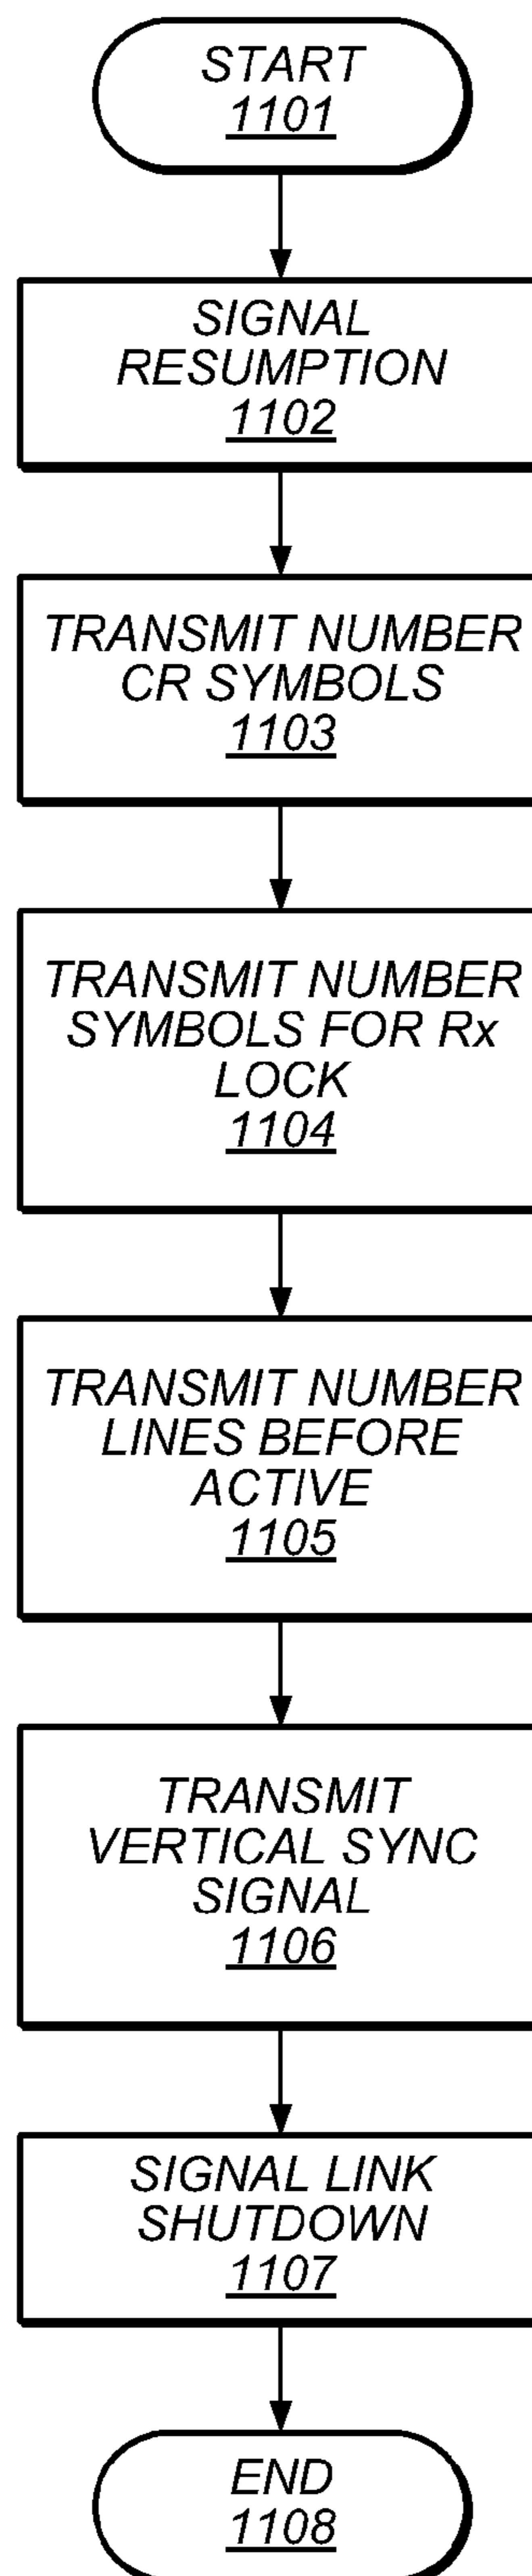 START
1101
SIGNAL
RESUMPTION
1102
TRANSMIT NUMBER
CR SYMBOLS
1103
TRANSMIT NUMBER
SYMBOLS FOR Rx
LOCK
1104
TRANSMIT NUMBER
LINES BEFORE
ACTIVE
1105
TRANSMIT
VERTICAL SYNC
SIGNAL
1106
SIGNAL LINK
SHUTDOWN
1107
END
1108